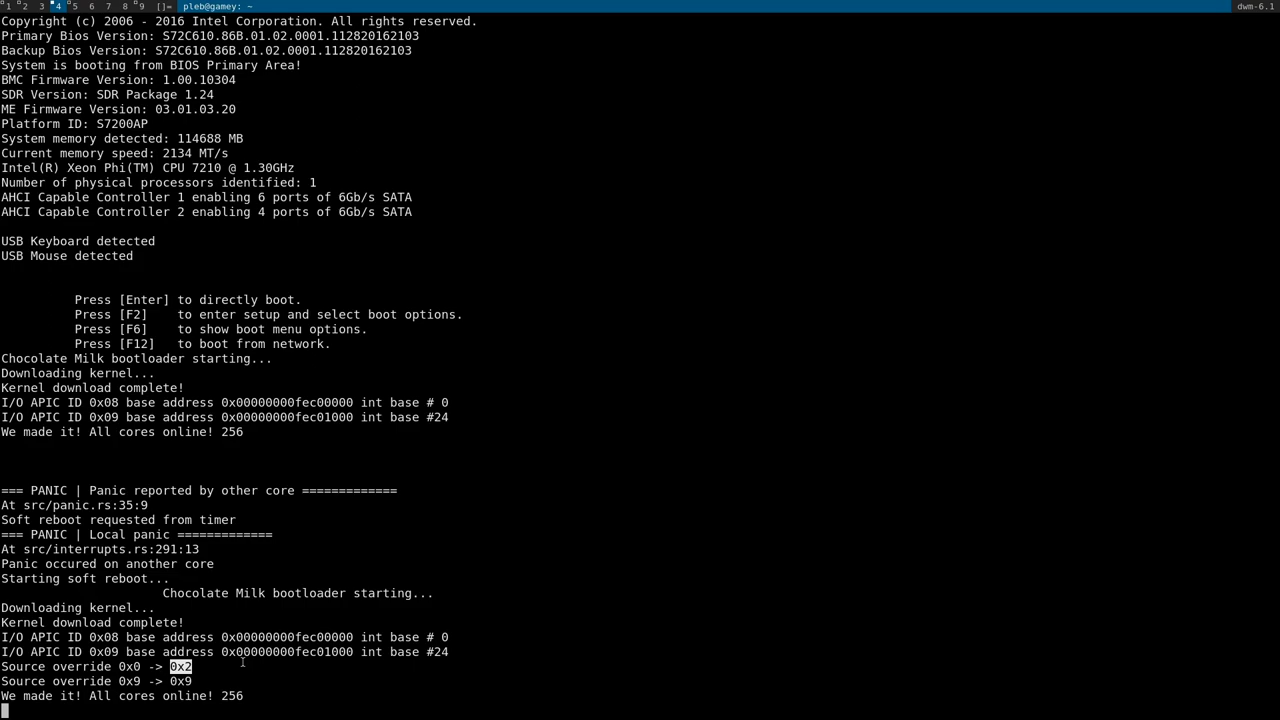 1 2 3 4 5 6 7 8 9 []= pleb@gamey: ~ dwm-6.1
Copyright (c) 2006 - 2016 Intel Corporation. All rights reserved.
Primary Bios Version: S72C610.86B.01.02.0001.112820162103
Backup Bios Version: S72C610.86B.01.02.0001.112820162103
System is booting from BIOS Primary Area!
BMC Firmware Version: 1.00.10304
SDR Version: SDR Package 1.24
ME Firmware Version: 03.01.03.20
Platform ID: S7200AP
System memory detected: 114688 MB
Current memory speed: 2134 MT/s
Intel(R) Xeon Phi(TM) CPU 7210 @ 1.30GHz
Number of physical processors identified: 1
AHCI Capable Controller 1 enabling 6 ports of 6Gb/s SATA
AHCI Capable Controller 2 enabling 4 ports of 6Gb/s SATA
USB Keyboard detected
USB Mouse detected
Press [Enter] to directly boot.
Press [F2] to enter setup and select boot options.
Press [F6] to show boot menu options.
Press [F12] to boot from network.
Chocolate Milk bootloader starting...
Downloading kernel...
Kernel download complete!
I/O APIC ID 0x08 base address 0x00000000fec00000 int base # 0
I/O APIC ID 0x09 base address 0x00000000fec01000 int base #24
We made it! All cores online! 256
=== PANIC | Panic reported by other core =============
At src/panic.rs:35:9
Soft reboot requested from timer
=== PANIC | Local panic =============
At src/interrupts.rs:291:13
Panic occured on another core
Starting soft reboot...
Chocolate Milk bootloader starting...
Downloading kernel...
Kernel download complete!
I/O APIC ID 0x08 base address 0x00000000fec00000 int base # 0
I/O APIC ID 0x09 base address 0x00000000fec01000 int base #24
Source override 0x0 -> 0x2
Source override 0x9 -> 0x9
We made it! All cores online! 256